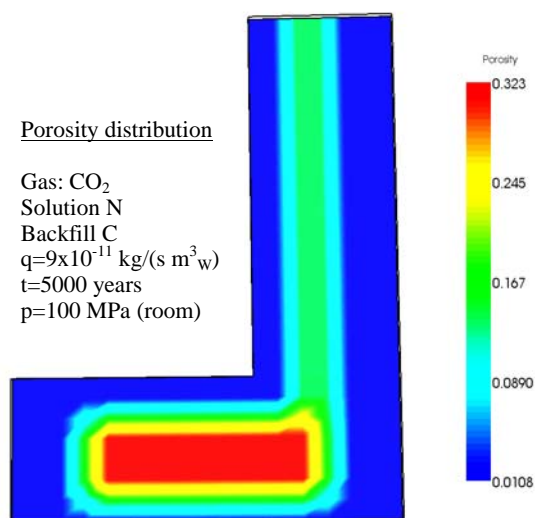 Porosity distribution
Gas: CO₂
Solution N
Backfill C
q=9x10⁻¹¹ kg/(s m³w)
t=5000 years
p=100 MPa (room)
Porosity
0.323
0.245
0.167
0.0890
0.0108